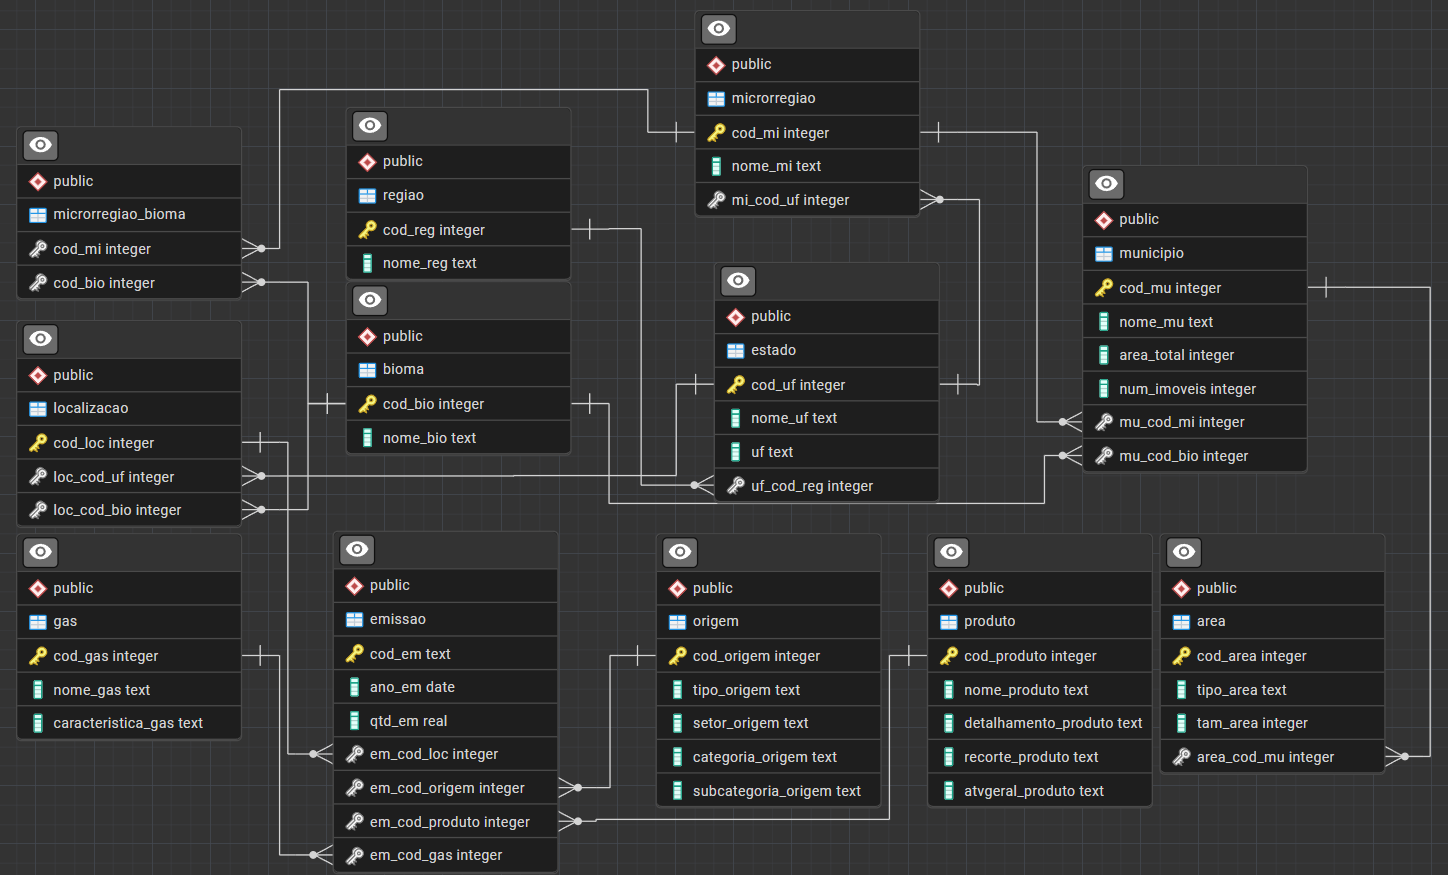 public
microrregiao
cod_mi integer
nome_mi text
mi_cod_uf integer
public
microrregiao_bioma
cod_mi integer
cod_bio integer
public
regiao
cod_reg integer
nome_reg text
public
municipio
cod_mu integer
nome_mu text
area_total integer
num_imoveis integer
mu_cod_mi integer
mu_cod_bio integer
public
bioma
cod_bio integer
nome_bio text
public
estado
cod_uf integer
nome_uf text
uf text
uf_cod_reg integer
public
localizacao
cod_loc integer
loc_cod_uf integer
loc_cod_bio integer
public
gas
cod_gas integer
nome_gas text
caracteristica_gas text
public
emissao
cod_em text
ano_em date
qtd_em real
em_cod_loc integer
em_cod_origem integer
em_cod_produto integer
em_cod_gas integer
public
origem
cod_origem integer
tipo_origem text
setor_origem text
categoria_origem text
subcategoria_origem text
public
produto
cod_produto integer
nome_produto text
detalhamento_produto text
recorte_produto text
atvgeral_produto text
public
area
cod_area integer
tipo_area text
tam_area integer
area_cod_mu integer